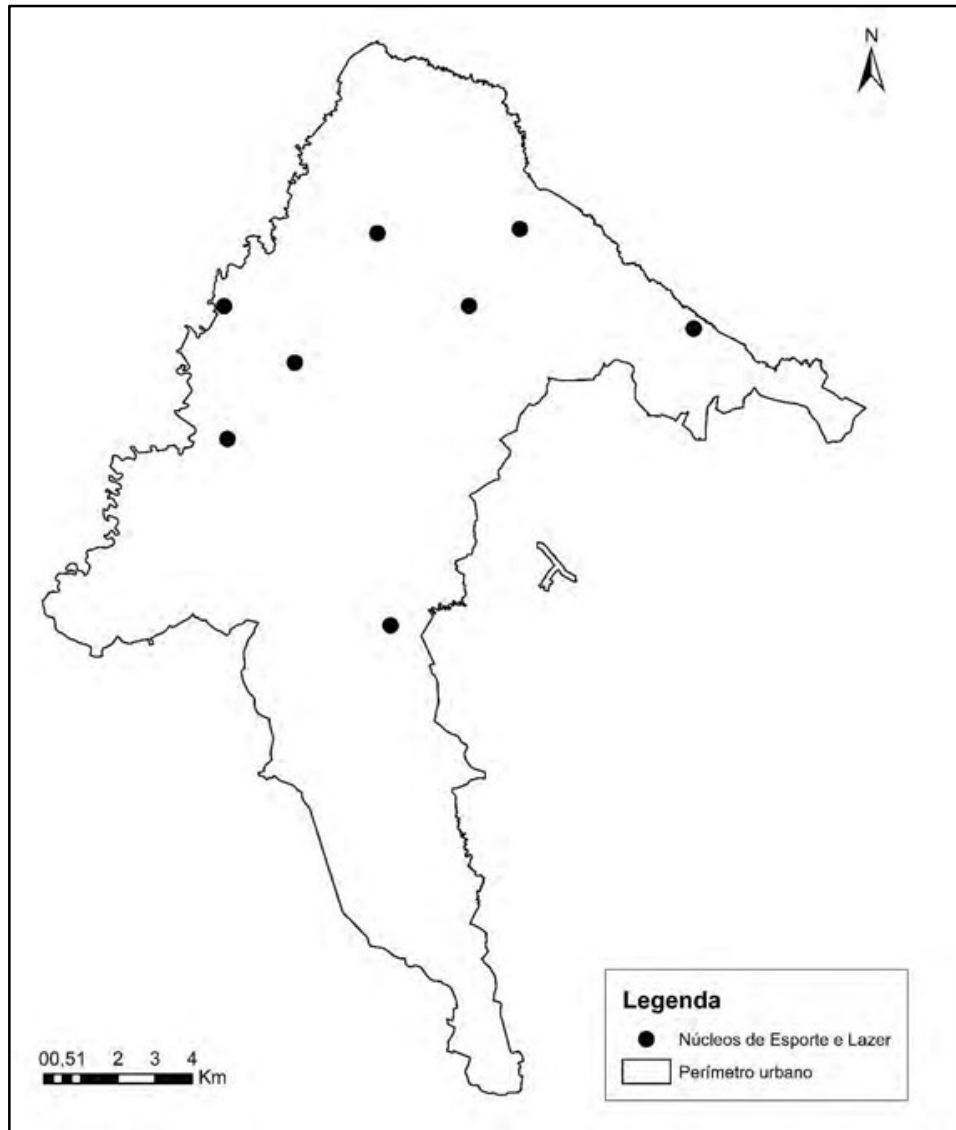 N
Legenda
Núcleos de Esporte e Lazer
Perímetro urbano
00,51 2 3 4
Km